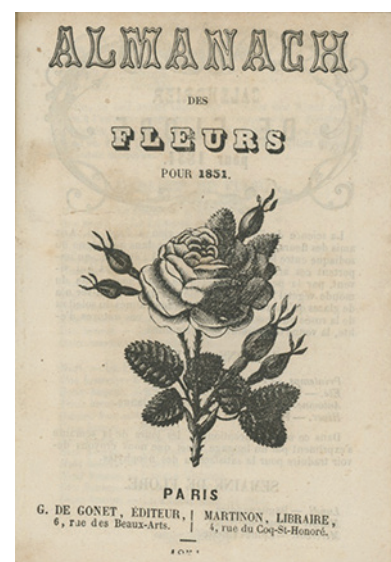 ALMANACH
DES
FLEURS
POUR 1851.
PARIS
G. DE GONET, ÉDITEUR,
6, rue des Beaux-Arts.
MARTINON, LIBRAIRE,
4, rue du Coq-St-Honoré.